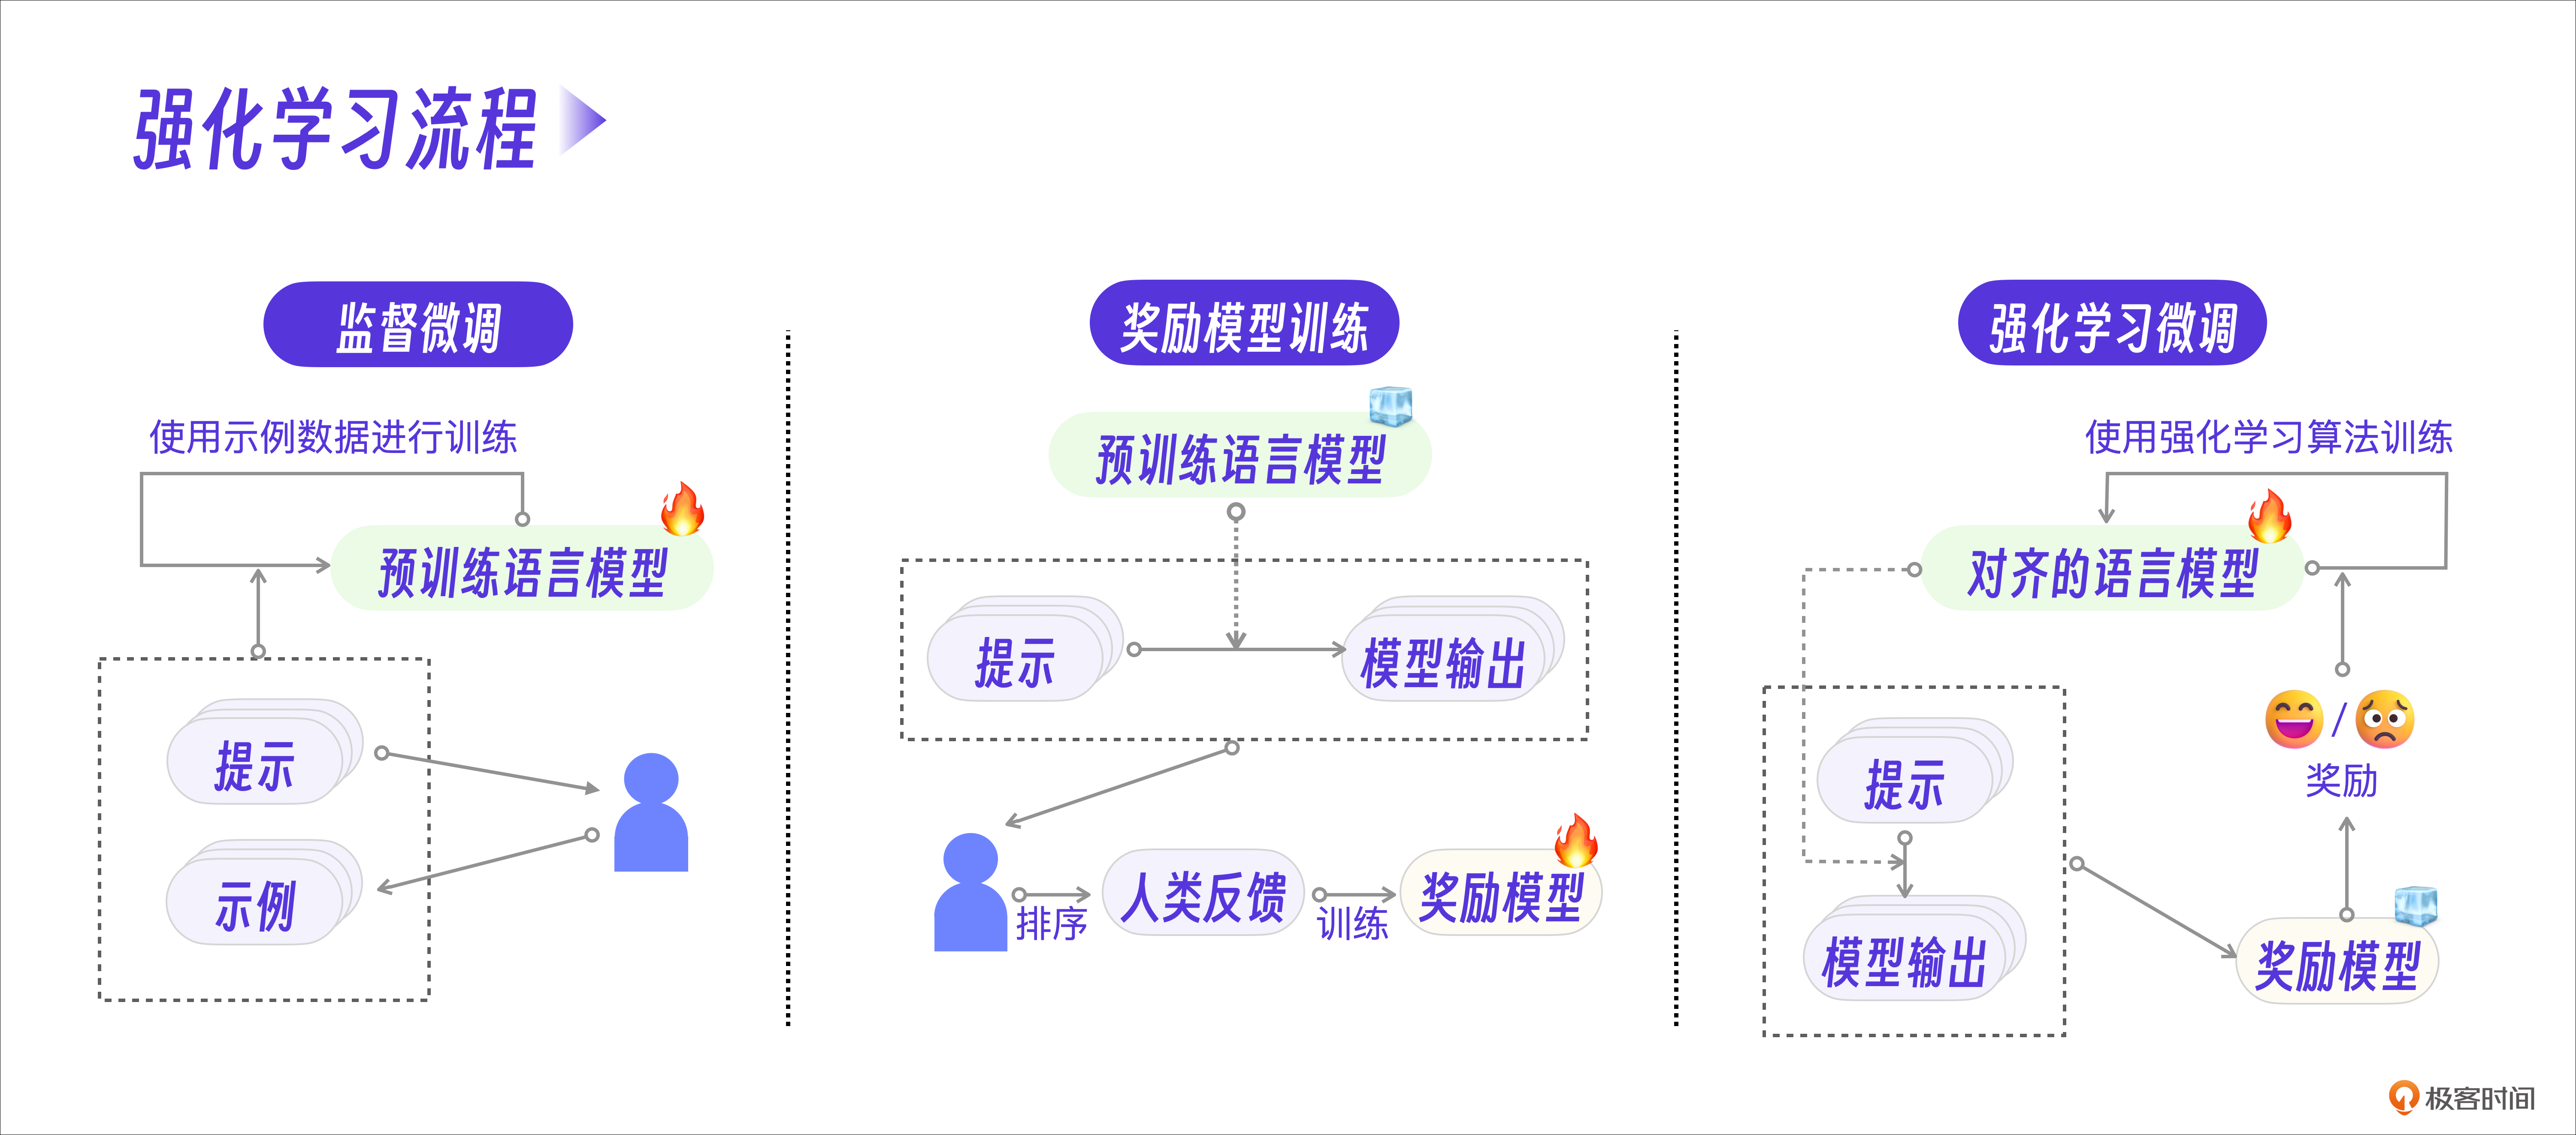 强化学习流程
监督微调
使用示例数据进行训练
预训练语言模型
提示
示例
奖励模型训练
预训练语言模型
提示
模型输出
排序
人类反馈
训练
奖励模型
强化学习微调
使用强化学习算法训练
对齐的语言模型
提示
模型输出
/
奖励
奖励模型
极客时间